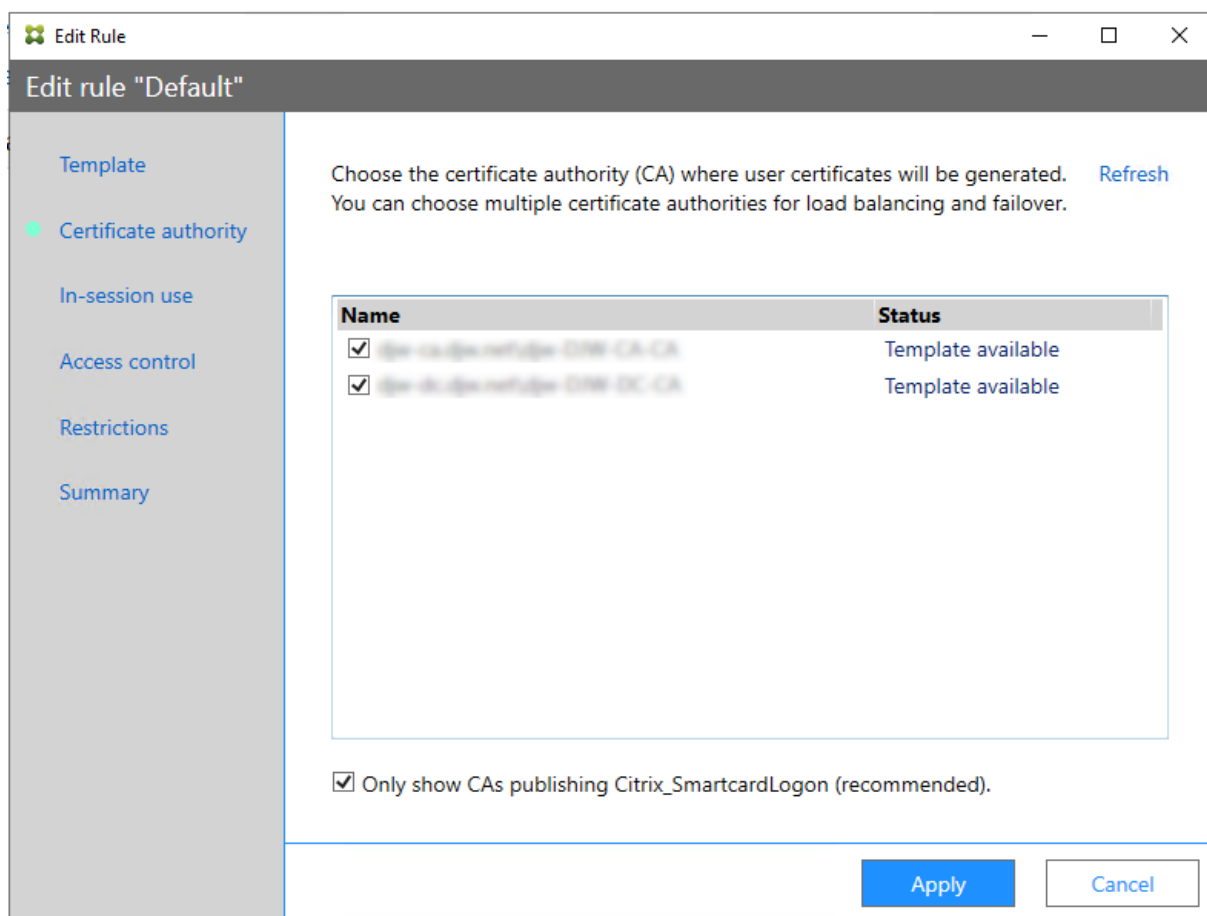 Edit Rule
Edit rule "Default"
Template
Certificate authority
In-session use
Access control
Restrictions
Summary
Choose the certificate authority (CA) where user certificates will be generated.
You can choose multiple certificate authorities for load balancing and failover.
Refresh
Name Status
Template available
Template available
Only show CAs publishing Citrix_SmartcardLogon (recommended).
Apply Cancel